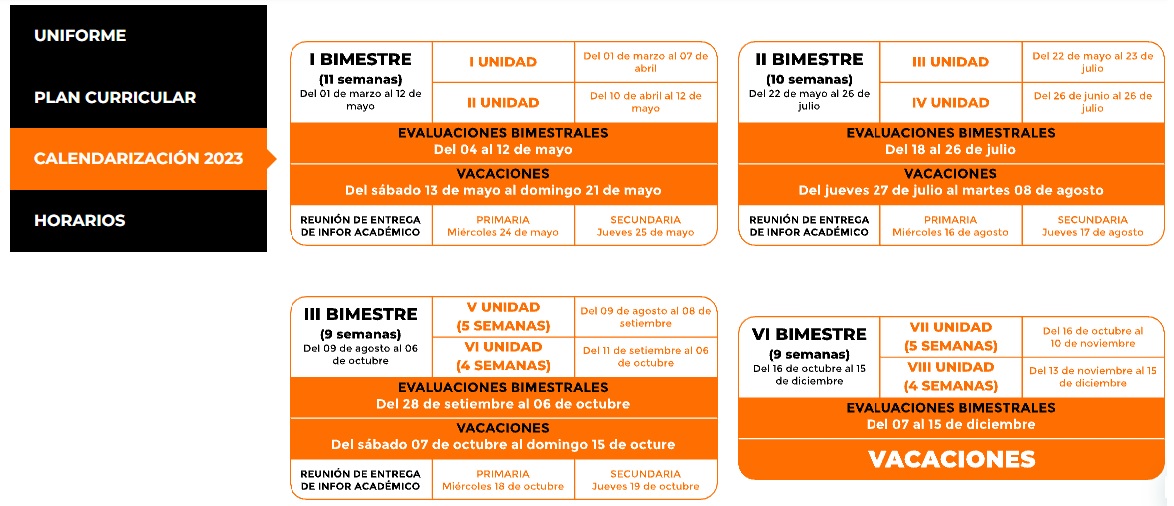 UNIFORME
PLAN CURRICULAR
CALENDARIZACIÓN 2023
HORARIOS
I BIMESTRE
(11 semanas)
Del 01 de marzo al 12 de
mayo
I UNIDAD
Del 01 de marzo al 07 de
abril
II UNIDAD
Del 10 de abril al 12 de
mayo
EVALUACIONES BIMESTRALES
Del 04 al 12 de mayo
VACACIONES
Del sábado 13 de mayo al domingo 21 de mayo
REUNIÓN DE ENTREGA
DE INFOR ACADÉMICO
PRIMARIA
Miércoles 24 de mayo
SECUNDARIA
Jueves 25 de mayo
II BIMESTRE
(10 semanas)
Del 22 de mayo al 26 de
julio
III UNIDAD
Del 22 de mayo al 23 de
julio
IV UNIDAD
Del 26 de junio al 26 de
julio
EVALUACIONES BIMESTRALES
Del 18 al 26 de julio
VACACIONES
Del jueves 27 de julio al martes 08 de agosto
REUNIÓN DE ENTREGA
DE INFOR ACADÉMICO
PRIMARIA
Miércoles 16 de agosto
SECUNDARIA
Jueves 17 de agosto
III BIMESTRE
(9 semanas)
Del 09 de agosto al 06
de octubre
V UNIDAD
(5 SEMANAS)
Del 09 de agosto al 08 de
setiembre
VI UNIDAD
(4 SEMANAS)
Del 11 de setiembre al 06
de octubre
EVALUACIONES BIMESTRALES
Del 28 de setiembre al 06 de octubre
VACACIONES
Del sábado 07 de octubre al domingo 15 de octure
REUNIÓN DE ENTREGA
DE INFOR ACADÉMICO
PRIMARIA
Miércoles 18 de octubre
SECUNDARIA
Jueves 19 de octubre
VI BIMESTRE
(9 semanas)
Del 16 de octubre al 15
de diciembre
VII UNIDAD
(5 SEMANAS)
Del 16 de octubre al
10 de noviembre
VIII UNIDAD
(4 SEMANAS)
Del 13 de noviembre al 15
de diciembre
EVALUACIONES BIMESTRALES
Del 07 al 15 de diciembre
VACACIONES